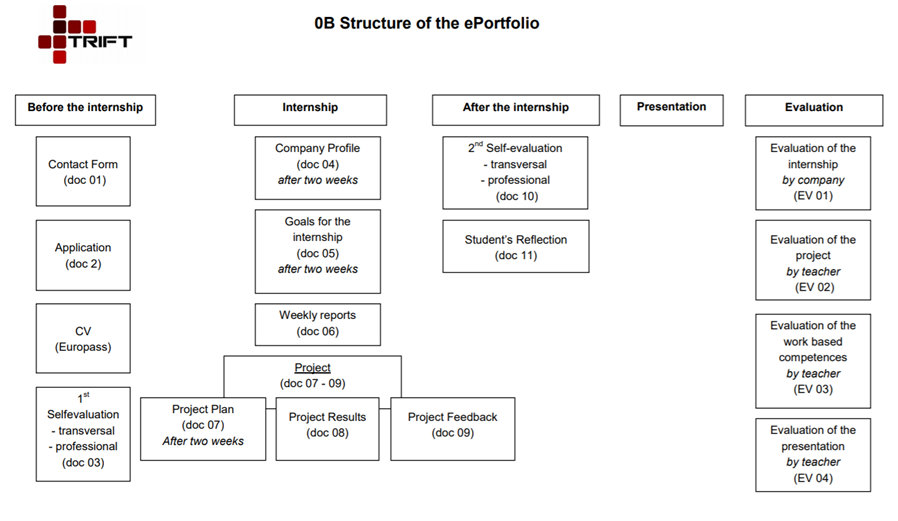 TRIFT
0B Structure of the ePortfolio
Before the internship
Contact Form
(doc 01)
Application
(doc 2)
CV
(Europass)
1st
Selfevaluation
- transversal
- professional
(doc 03)
Internship
Company Profile
(doc 04)
after two weeks
Goals for the
internship
(doc 05)
after two weeks
Weekly reports
(doc 06)
Project
(doc 07 - 09)
Project Plan
(doc 07)
After two weeks
Project Results
(doc 08)
Project Feedback
(doc 09)
After the internship
2nd Self-evaluation
- transversal
- professional
(doc 10)
Student's Reflection
(doc 11)
Presentation
Evaluation
Evaluation of the
internship
by company
(EV 01)
Evaluation of the
project
by teacher
(EV 02)
Evaluation of the
work based
competences
by teacher
(EV 03)
Evaluation of the
presentation
by teacher
(EV 04)